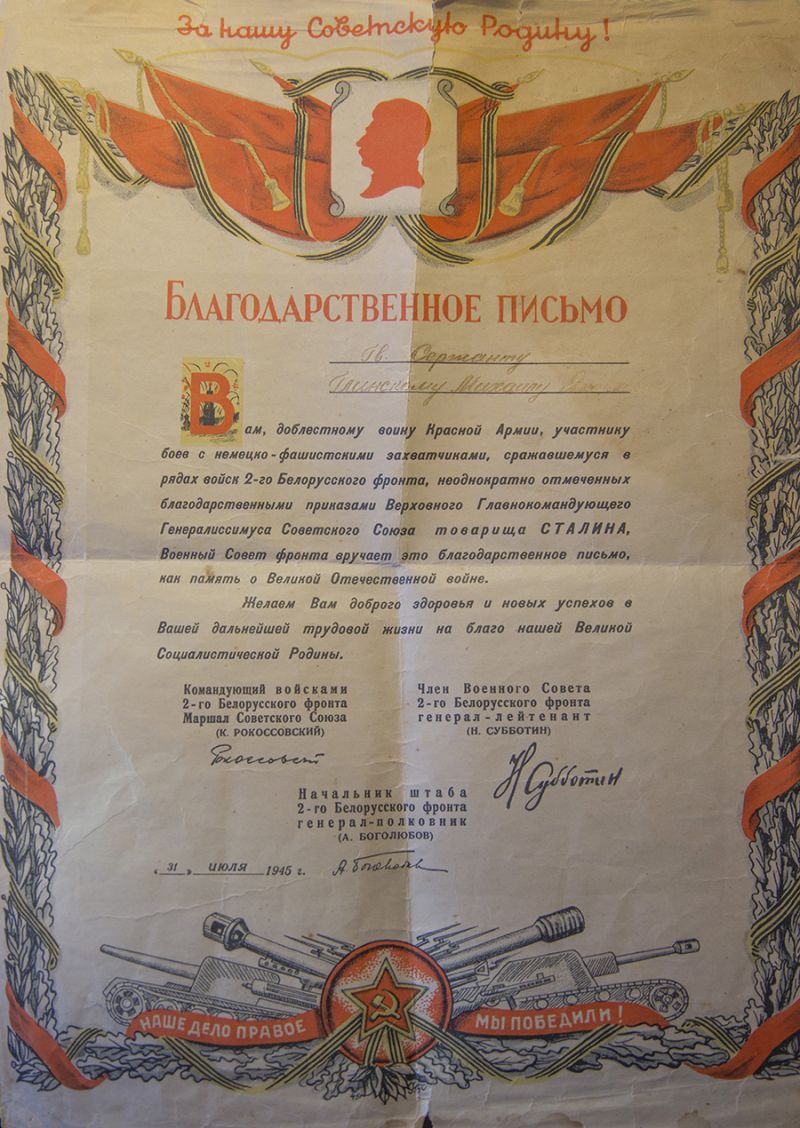 За нашу Советскую Родину!
БЛАГОДАРСТВЕННОЕ ПИСЬМО
Гв. Сержанту
Глинскому Михаилу
Вам, доблестному воину Красной Армии, участнику
боев с немецко-фашистскими захватчиками, сражавшемуся в
рядах войск 2-го Белорусского фронта, неоднократно отмеченных
благодарственными приказами Верховного Главнокомандующего
Генералиссимуса Советского Союза товарища СТАЛИНА,
Военный Совет фронта вручает это благодарственное письмо,
как память о Великой Отечественной войне.
Желаем Вам доброго здоровья и новых успехов в
Вашей дальнейшей трудовой жизни на благо нашей Великой
Социалистической Родины.
Командующий войсками
2-го Белорусского фронта
Маршал Советского Союза
(К. РОКОССОВСКИЙ)
Рокоссовский
Член Военного Совета
2-го Белорусского фронта
генерал-лейтенант
(Н. СУББОТИН)
Н Субботин
Начальник штаба
2-го Белорусского фронта
генерал-полковник
(А. БОГОЛЮБОВ)
„31" ИЮЛЯ 1945 г.
А. Боголюбов
НАШЕ ДЕЛО ПРАВОЕ
МЫ ПОБЕДИЛИ!